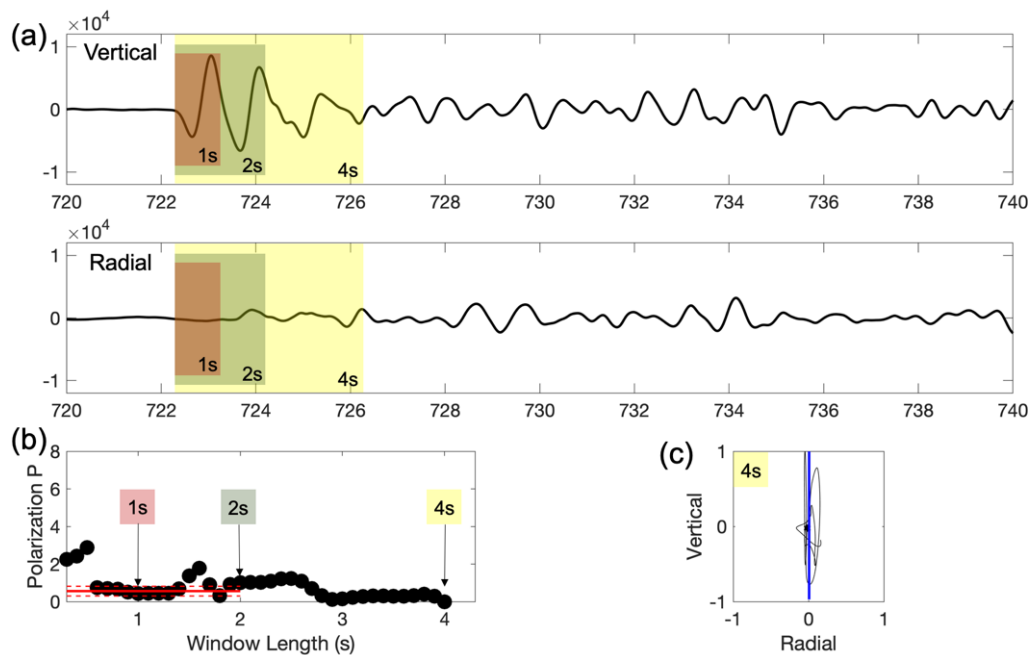 (a)
×10⁴
Vertical
1
0
-1
1s
2s
4s
720 722 724 726 728 730 732 734 736 738 740
×10⁴
Radial
1
0
-1
1s
2s
4s
720 722 724 726 728 730 732 734 736 738 740
(b)
Polarization P
8
6
4
2
0
1s
2s
4s
1 2 3 4
Window Length (s)
(c)
4s
Vertical
1
0
-1
-1 0 1
Radial